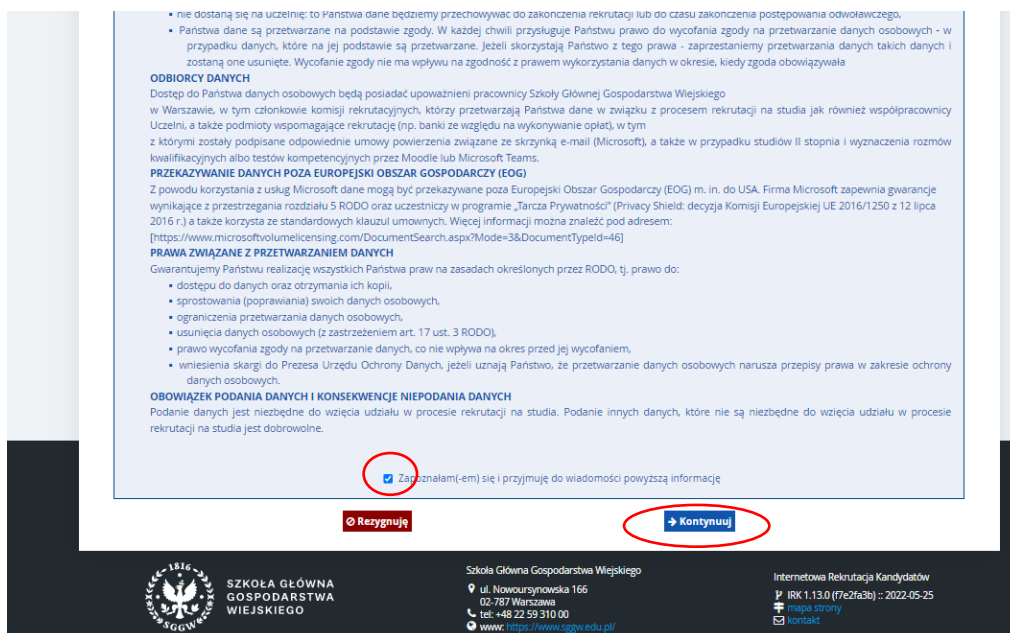 nie dostaną się na uczelnię: to Państwa dane będziemy przechowywać do zakończenia rekrutacji lub do czasu zakończenia postępowania odwoławczego,
Państwa dane są przetwarzane na podstawie zgody. W każdej chwili przysługuje Państwu prawo do wycofania zgody na przetwarzanie danych osobowych - w
przypadku danych, które na jej podstawie są przetwarzane. Jeżeli skorzystają Państwo z tego prawa - zaprzestaniemy przetwarzania danych takich danych i
zostaną one usunięte. Wycofanie zgody nie ma wpływu na zgodność z prawem wykorzystania danych w okresie, kiedy zgoda obowiązywała
ODBIORCY DANYCH
Dostęp do Państwa danych osobowych będą posiadać upoważnieni pracownicy Szkoły Głównej Gospodarstwa Wiejskiego
w Warszawie, w tym członkowie komisji rekrutacyjnych, którzy przetwarzają Państwa dane w związku z procesem rekrutacji na studia jak również współpracownicy
Uczelni, a także podmioty wspomagające rekrutację (np. banki ze względu na wykonywanie opłat), w tym
z którymi zostały podpisane odpowiednie umowy powierzenia związane ze skrzynką e-mail (Microsoft), a także w przypadku studiów II stopnia i wyznaczenia rozmów
kwalifikacyjnych albo testów kompetencyjnych przez Moodle lub Microsoft Teams.
PRZEKAZYWANIE DANYCH POZA EUROPEJSKI OBSZAR GOSPODARCZY (EOG)
Z powodu korzystania z usług Microsoft dane mogą być przekazywane poza Europejski Obszar Gospodarczy (EOG) m. in. do USA. Firma Microsoft zapewnia gwarancje
wynikające z przestrzegania rozdziału 5 RODO oraz uczestniczy w programie „Tarcza Prywatności” (Privacy Shield: decyzja Komisji Europejskiej UE 2016/1250 z 12 lipca
2016 r.) a także korzysta ze standardowych klauzul umownych. Więcej informacji można znaleźć pod adresem:
[https://www.microsoftvolumelicensing.com/DocumentSearch.aspx?Mode=3&DocumentTypeId=46]
PRAWA ZWIĄZANE Z PRZETWARZANIEM DANYCH
Gwarantujemy Państwu realizację wszystkich Państwa praw na zasadach określonych przez RODO, tj. prawo do:
dostępu do danych oraz otrzymania ich kopii,
sprostowania (poprawiania) swoich danych osobowych,
ograniczenia przetwarzania danych osobowych,
usunięcia danych osobowych (z zastrzeżeniem art. 17 ust. 3 RODO),
prawo wycofania zgody na przetwarzanie danych, co nie wpływa na okres przed jej wycofaniem,
wniesienia skargi do Prezesa Urzędu Ochrony Danych, jeżeli uznają Państwo, że przetwarzanie danych osobowych narusza przepisy prawa w zakresie ochrony
danych osobowych.
OBOWIĄZEK PODANIA DANYCH I KONSEKWENCJE NIEPODANIA DANYCH
Podanie danych jest niezbędne do wzięcia udziału w procesie rekrutacji na studia. Podanie innych danych, które nie są niezbędne do wzięcia udziału w procesie
rekrutacji na studia jest dobrowolne.
Zapoznałam(-em) się i przyjmuję do wiadomości powyższą informację
Rezygnuję
Kontynuuj
1816
SGGW
SZKOŁA GŁÓWNA
GOSPODARSTWA
WIEJSKIEGO
Szkoła Główna Gospodarstwa Wiejskiego
ul. Nowoursynowska 166
02-787 Warszawa
tel: +48 22 59 310 00
www: https://www.sggw.edu.pl/
Internetowa Rekrutacja Kandydatów
IRK 1.13.0 (f7e2fa3b) :: 2022-05-25
mapa strony
kontakt